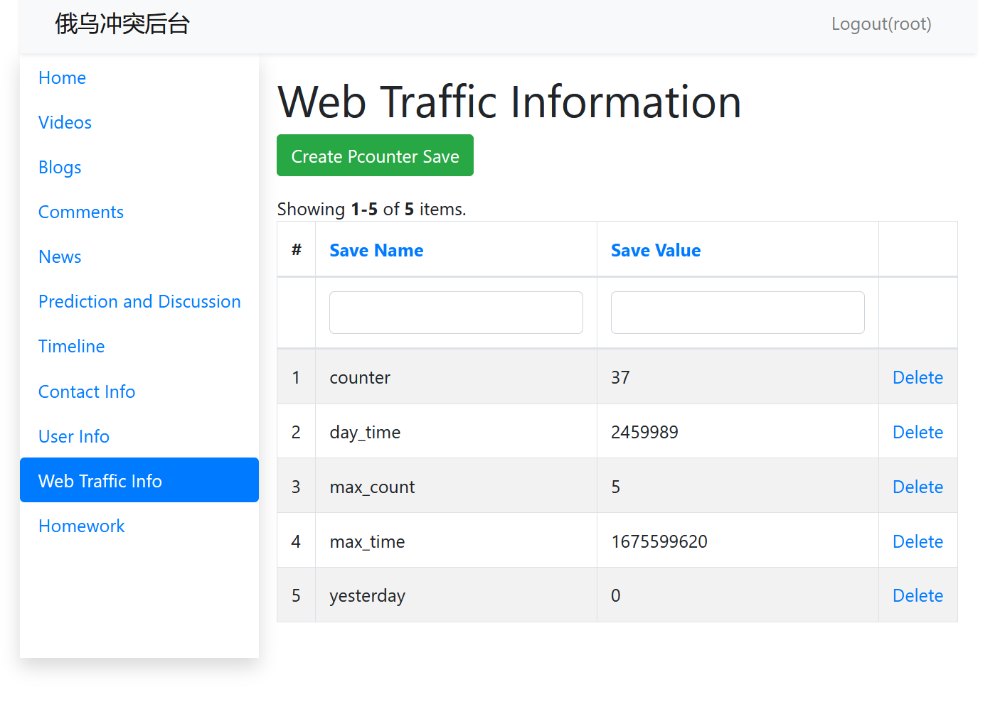 俄乌冲突后台
Logout(root)
Home
Videos
Blogs
Comments
News
Prediction and Discussion
Timeline
Contact Info
User Info
Web Traffic Info
Homework
Web Traffic Information
Create Pcounter Save
Showing 1-5 of 5 items.
# Save Name Save Value
1 counter 37 Delete
2 day_time 2459989 Delete
3 max_count 5 Delete
4 max_time 1675599620 Delete
5 yesterday 0 Delete